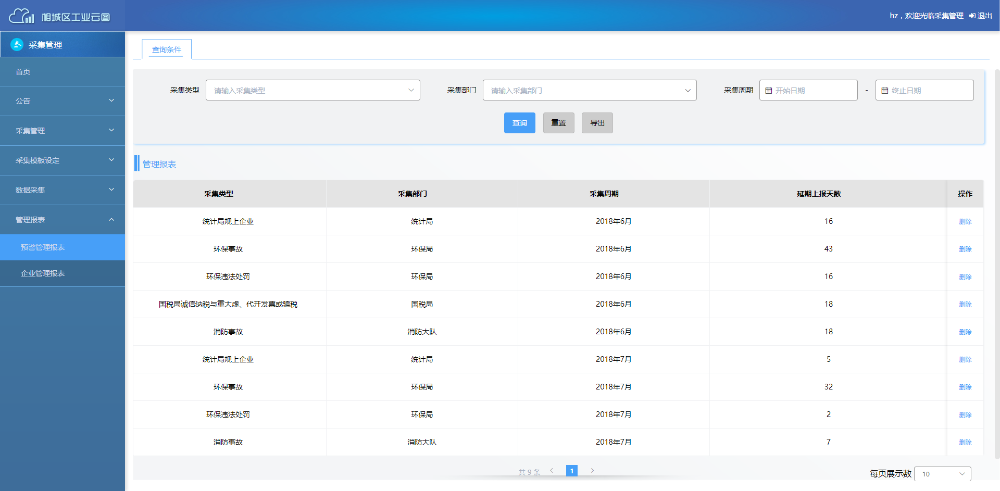 相城区工业云图
hz，欢迎光临采集管理 退出
采集管理
首页
公告
采集管理
采集模板设定
数据采集
管理报表
预警管理报表
企业管理报表
查询条件
采集类型 请输入采集类型 采集部门 请输入采集部门 采集周期 开始日期 - 终止日期
查询 重置 导出
管理报表
采集类型 采集部门 采集周期 延期上报天数 操作
统计局规上企业 统计局 2018年6月 16 删除
环保事故 环保局 2018年6月 43 删除
环保违法处罚 环保局 2018年6月 16 删除
国税局诚信纳税与重大虚、代开发票或骗税 国税局 2018年6月 18 删除
消防事故 消防大队 2018年6月 18 删除
统计局规上企业 统计局 2018年7月 5 删除
环保事故 环保局 2018年7月 32 删除
环保违法处罚 环保局 2018年7月 2 删除
消防事故 消防大队 2018年7月 7 删除
共 9 条 1 每页展示数 10